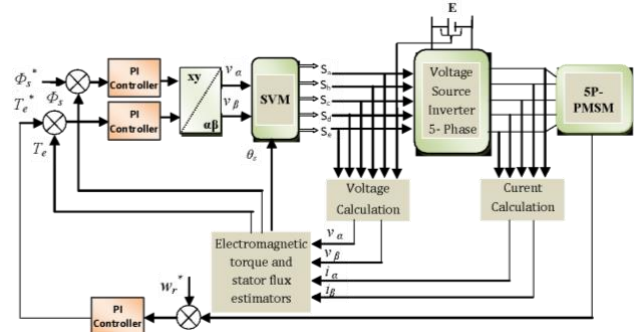 E
Φs*
Φs
Te*
Te
PI
Controller
PI
Controller
xy
αβ
vα
vβ
SVM
θs
Sa
Sb
Sc
Sd
Se
Voltage
Source
Inverter
5- Phase
5P-
PMSM
Voltage
Calculation
Curent
Calculation
Electromagnetic
torque and
stator flux
estimators
vα
vβ
iα
iβ
wr*
PI
Controller